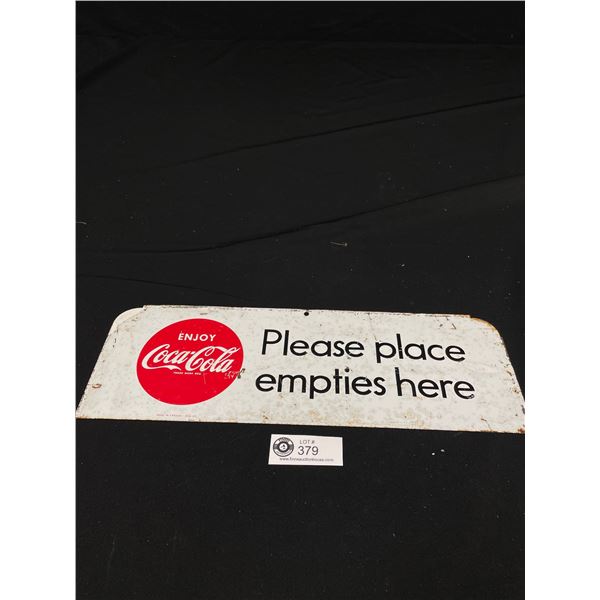 ENJOY
Coca-Cola
Please place
empties here
LOT #
379